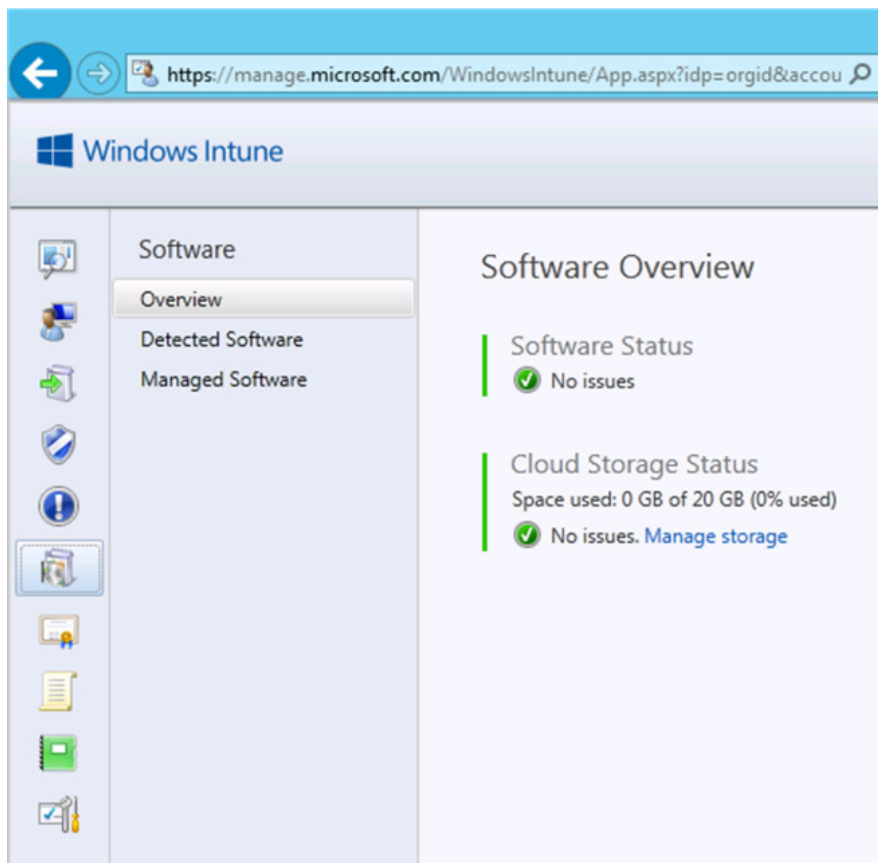 https://manage.microsoft.com/WindowsIntune/App.aspx?idp=orgid&accou
Windows Intune
Software
Overview
Detected Software
Managed Software
Software Overview
Software Status
No issues
Cloud Storage Status
Space used: 0 GB of 20 GB (0% used)
No issues. Manage storage